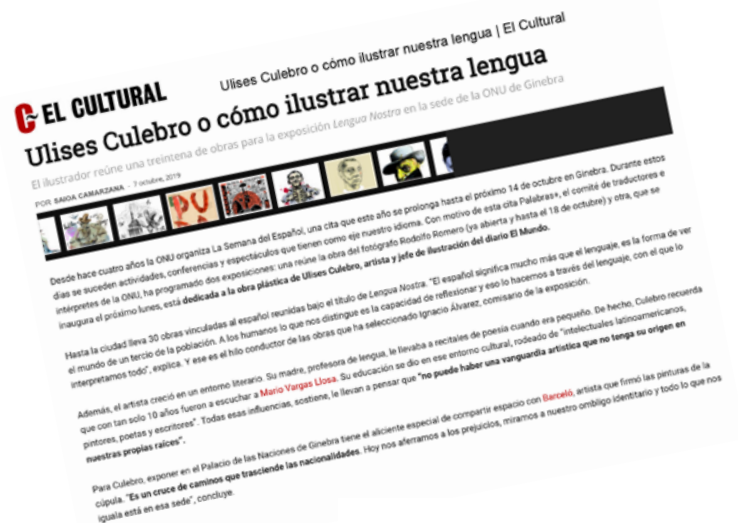 EL CULTURAL
Ulises Culebro o cómo ilustrar nuestra lengua | El Cultural
Ulises Culebro o cómo ilustrar nuestra lengua
El ilustrador reúne una treintena de obras para la exposición Lengua Nostra en la sede de la ONU de Ginebra
POR SAIOA CAMARZANA - 7 octubre, 2019
PU
Desde hace cuatro años la ONU organiza La Semana del Español, una cita que este año se prolonga hasta el próximo 14 de octubre en Ginebra. Durante estos
días se suceden actividades, conferencias y espectáculos que tienen como eje nuestro idioma. Con motivo de esta cita Palabras+, el comité de traductores e
intérpretes de la ONU, ha programado dos exposiciones: una reúne la obra del fotógrafo Rodolfo Romero (ya abierta y hasta el 18 de octubre) y otra, que se
inaugura el próximo lunes, está dedicada a la obra plástica de Ulises Culebro, artista y jefe de ilustración del diario El Mundo.
Hasta la ciudad lleva 30 obras vinculadas al español reunidas bajo el título de Lengua Nostra. "El español significa mucho más que el lenguaje, es la forma de ver
el mundo de un tercio de la población. A los humanos lo que nos distingue es la capacidad de reflexionar y eso lo hacemos a través del lenguaje, con el que lo
interpretamos todo", explica. Y ese es el hilo conductor de las obras que ha seleccionado Ignacio Álvarez, comisario de la exposición.
Además, el artista creció en un entorno literario. Su madre, profesora de lengua, le llevaba a recitales de poesía cuando era pequeño. De hecho, Culebro recuerda
que con tan solo 10 años fueron a escuchar a Mario Vargas Llosa. Su educación se dio en ese entorno cultural, rodeado de "intelectuales latinoamericanos,
pintores, poetas y escritores". Todas esas influencias, sostiene, le llevan a pensar que "no puede haber una vanguardia artística que no tenga su origen en
nuestras propias raíces".
Para Culebro, exponer en el Palacio de las Naciones de Ginebra tiene el aliciente especial de compartir espacio con Barceló, artista que firmó las pinturas de la
cúpula. "Es un cruce de caminos que trasciende las nacionalidades. Hoy nos aferramos a los prejuicios, miramos a nuestro ombligo identitario y todo lo que nos
iguala está en esa sede", concluye.